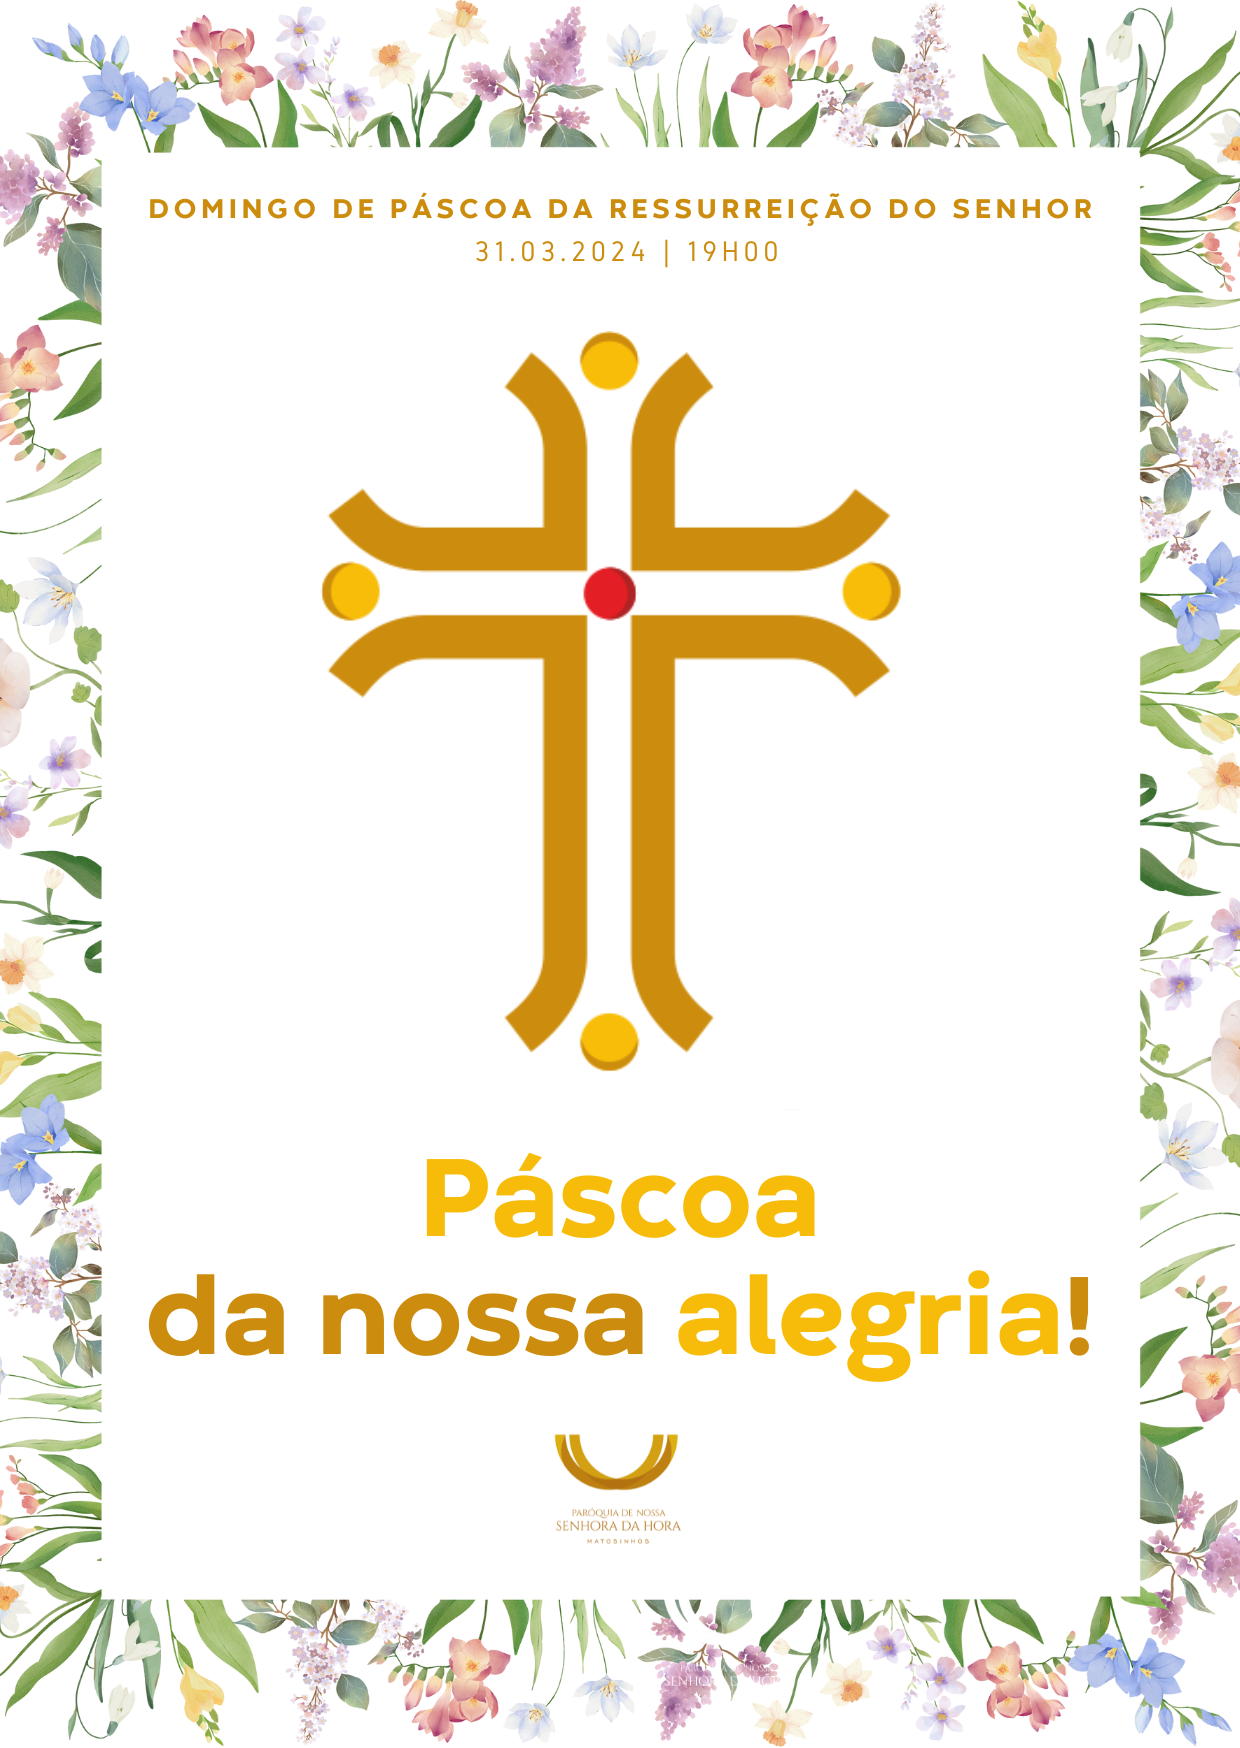 DOMINGO DE PÁSCOA DA RESSURREIÇÃO DO SENHOR
31.03.2024 | 19H00
Páscoa
da nossa alegria!
PARÓQUIA DE NOSSA
SENHORA DA HORA
MATOSINHOS